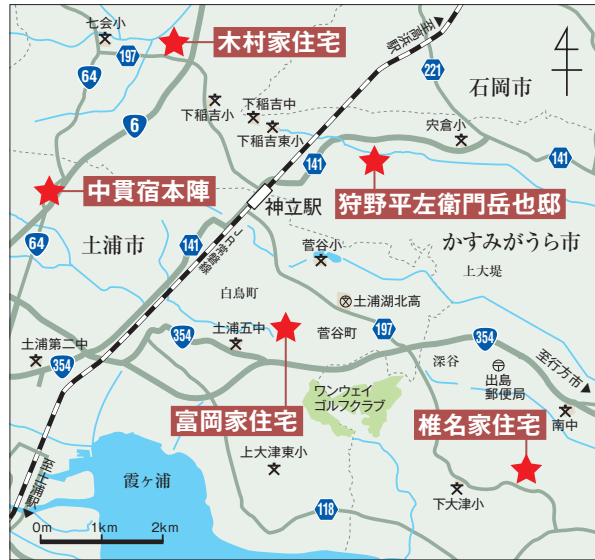 七会小
木村家住宅
至高浜駅
197
64
6
221
石岡市
下稲吉小
下稲吉中
下稲吉東小
宍倉小
141
141
中貫宿本陣
神立駅
狩野平左衛門岳也邸
64
土浦市
141
JR常磐線
菅谷小
かすみがうら市
上大堤
白鳥町
土浦湖北高
354
土浦五中
菅谷町
197
354
土浦第二中
354
深谷
出島
郵便局
至行方市
富岡家住宅
ワンウェイ
ゴルフクラブ
椎名家住宅
南中
上大津東小
霞ヶ浦
至土浦駅
118
下大津小
0m 1km 2km